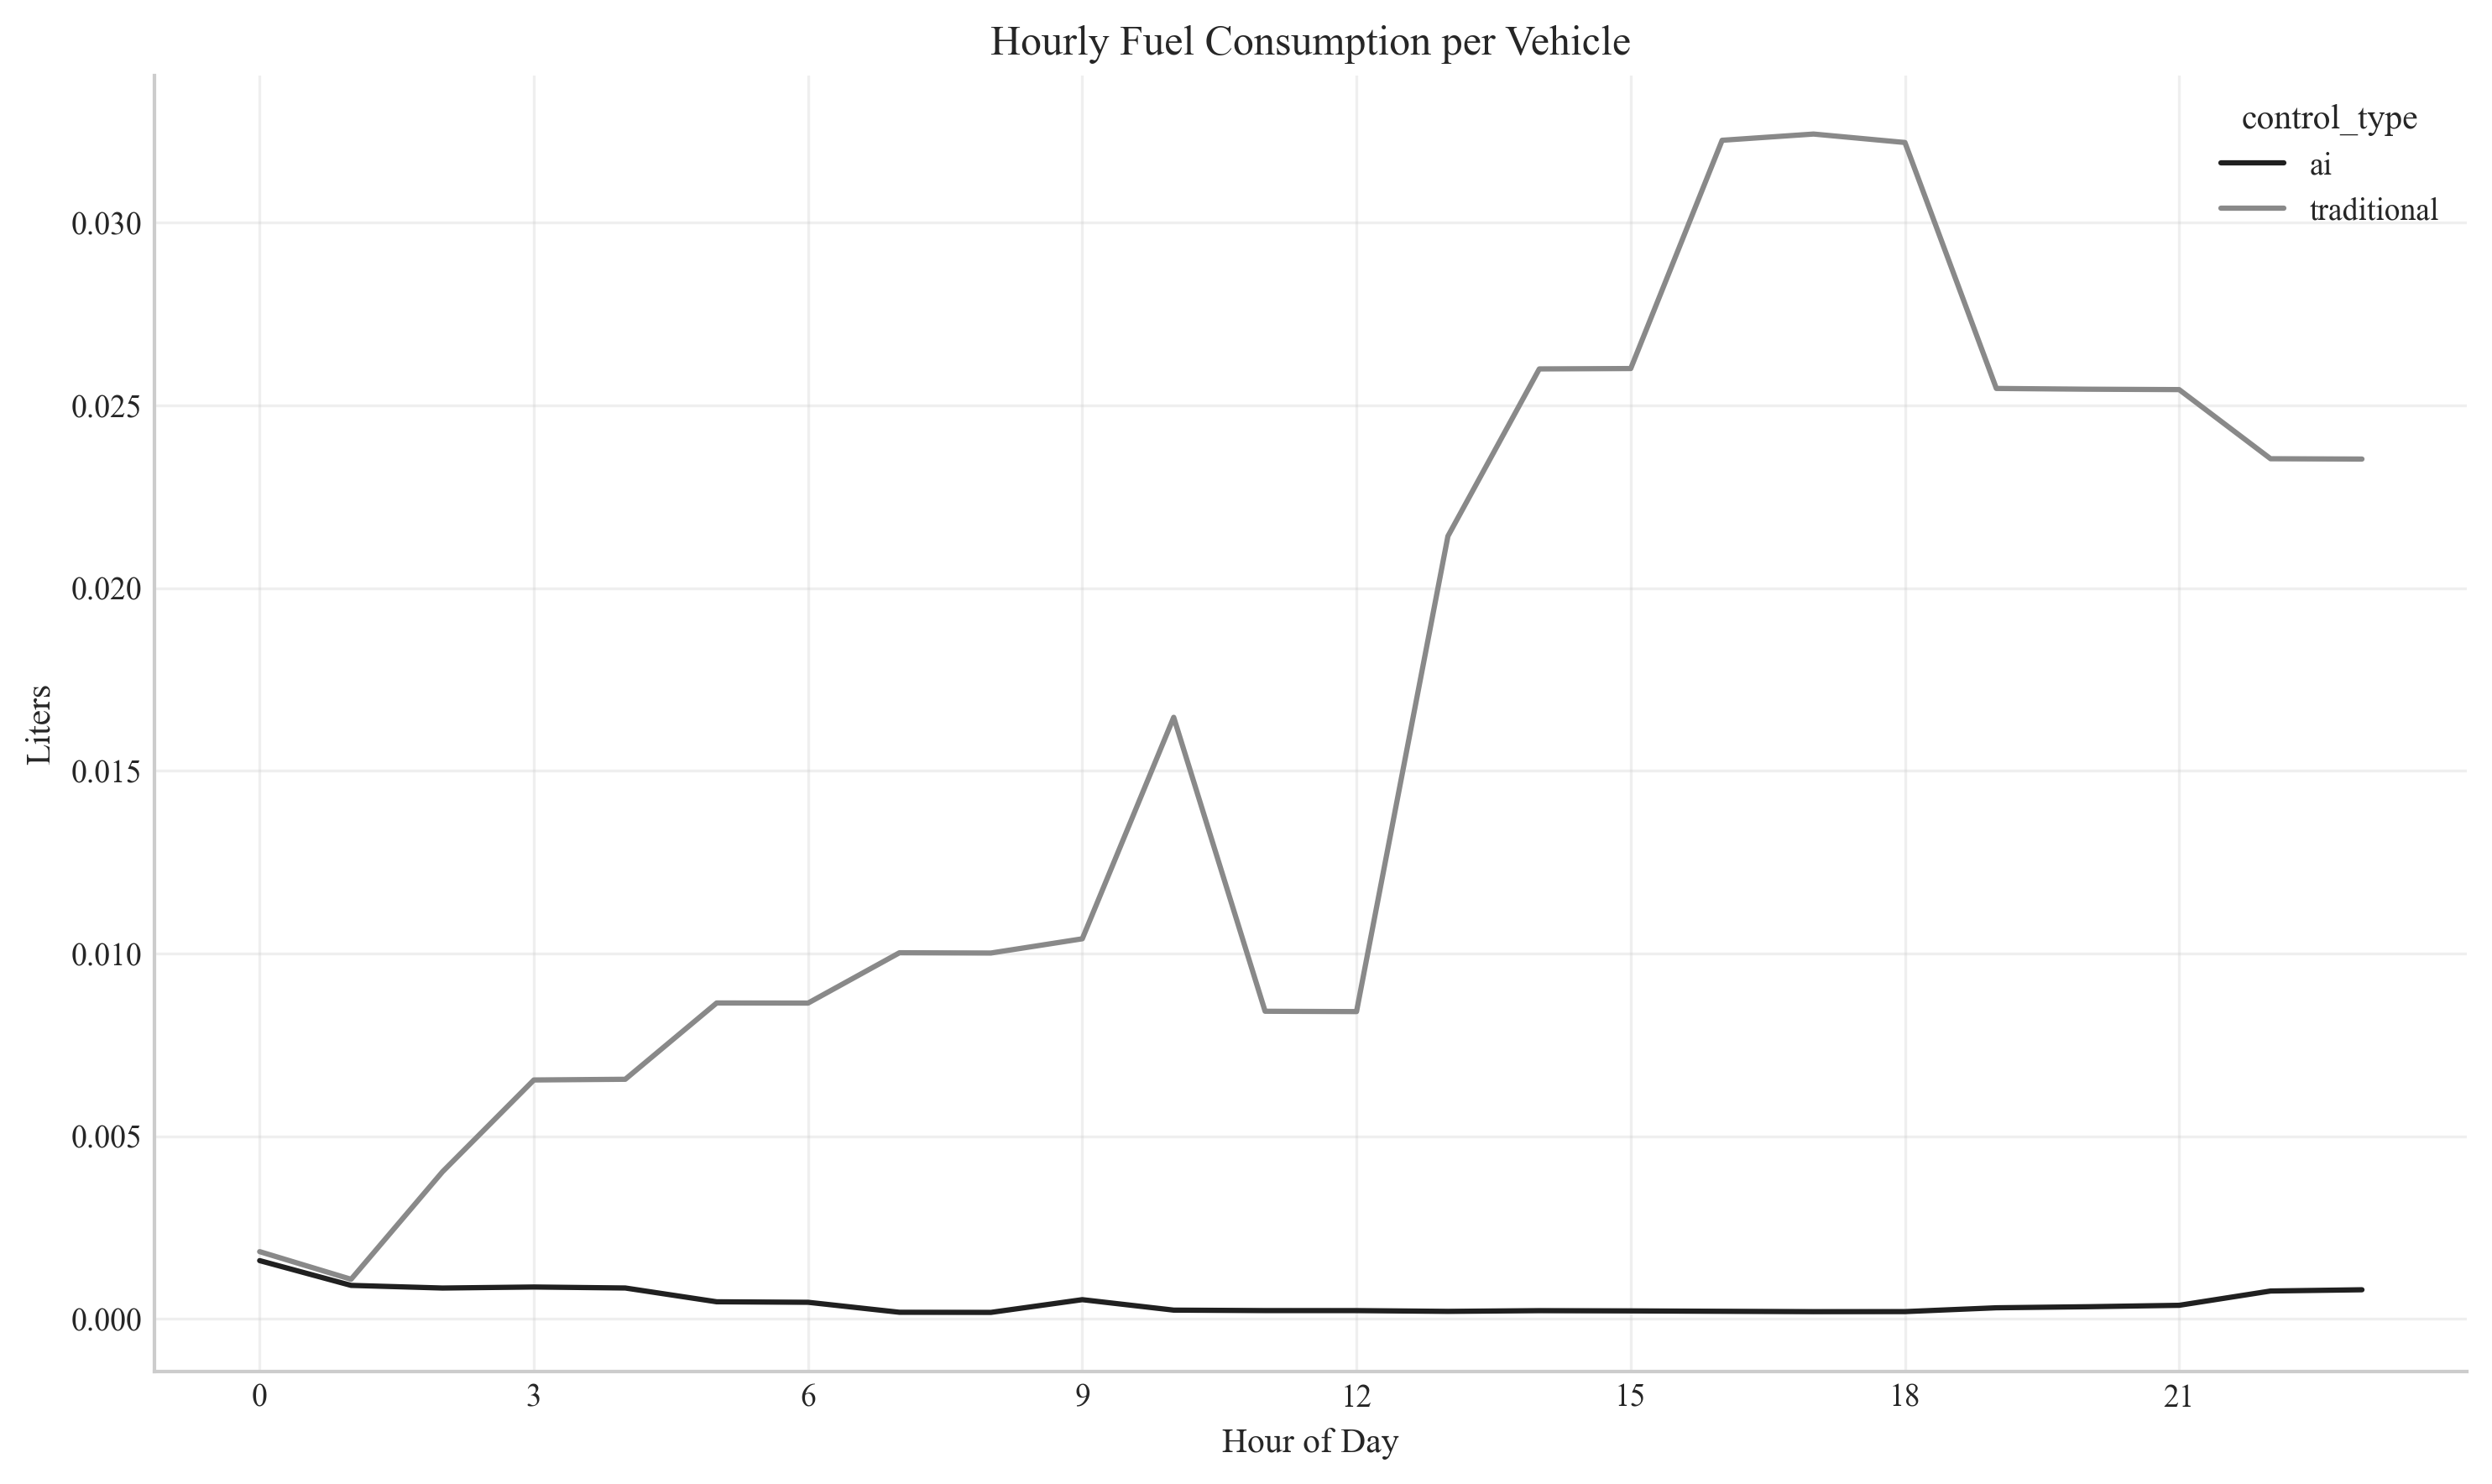 Hourly Fuel Consumption per Vehicle
control_type
ai
traditional
0.030
0.025
0.020
0.015
0.010
0.005
0.000
Liters
0
3
6
9
12
15
18
21
Hour of Day